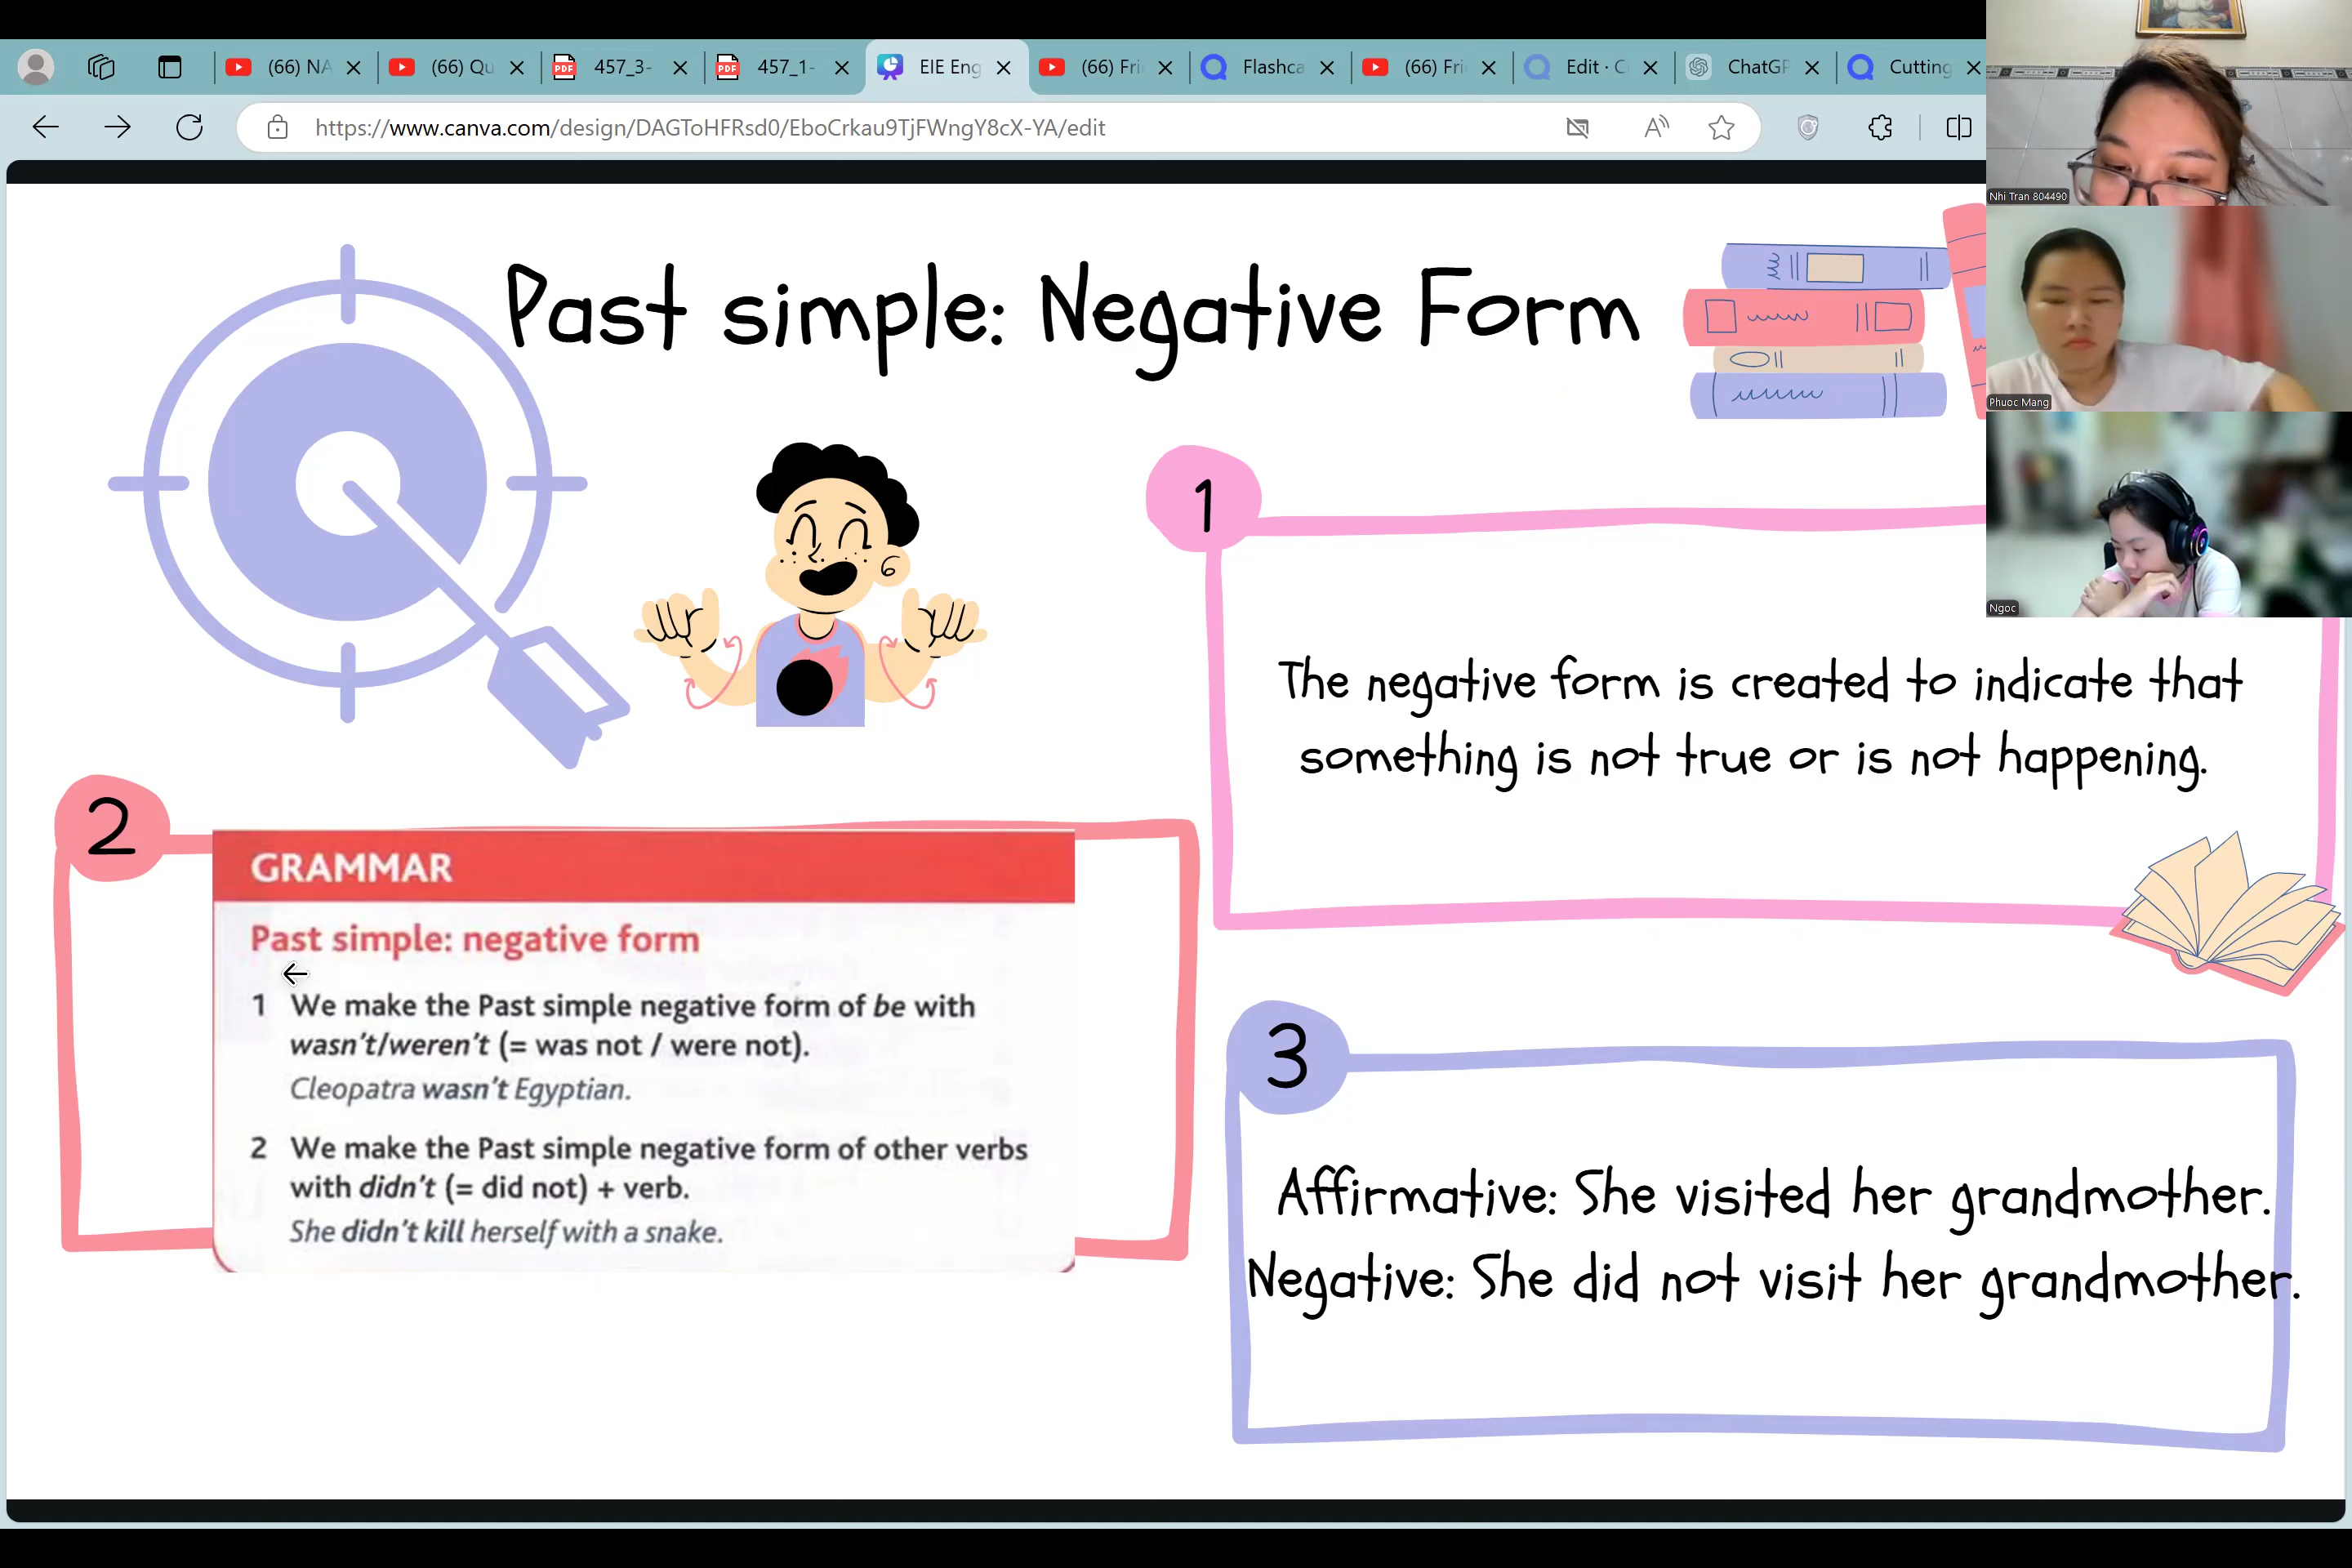 (66) NA
(66) Qu
457_3-
457_1-
EIE Eng
(66) Fri
Flashca
(66) Fri
Edit · C
ChatGP
Cutting
https://www.canva.com/design/DAGToHFRsd0/EboCrkau9TjFWngY8cX-YA/edit
Nhi Tran 804490
Phuoc Mang
Ngoc
Past simple: Negative Form
1
The negative form is created to indicate that
something is not true or is not happening.
2
GRAMMAR
Past simple: negative form
1 We make the Past simple negative form of be with
wasn't/weren't (= was not / were not).
Cleopatra wasn't Egyptian.
2 We make the Past simple negative form of other verbs
with didn't (= did not) + verb.
She didn't kill herself with a snake.
3
Affirmative: She visited her grandmother.
Negative: She did not visit her grandmother.